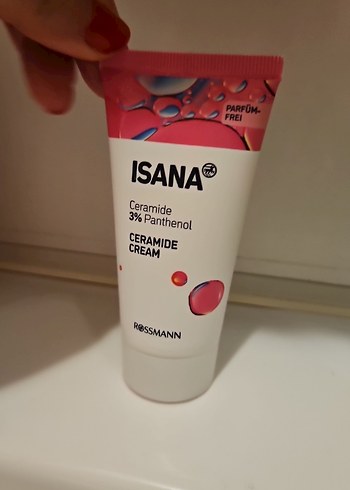 PARFÜM-
FREI
ISANA
Ceramide
3% Panthenol
CERAMIDE
CREAM
ROSSMANN